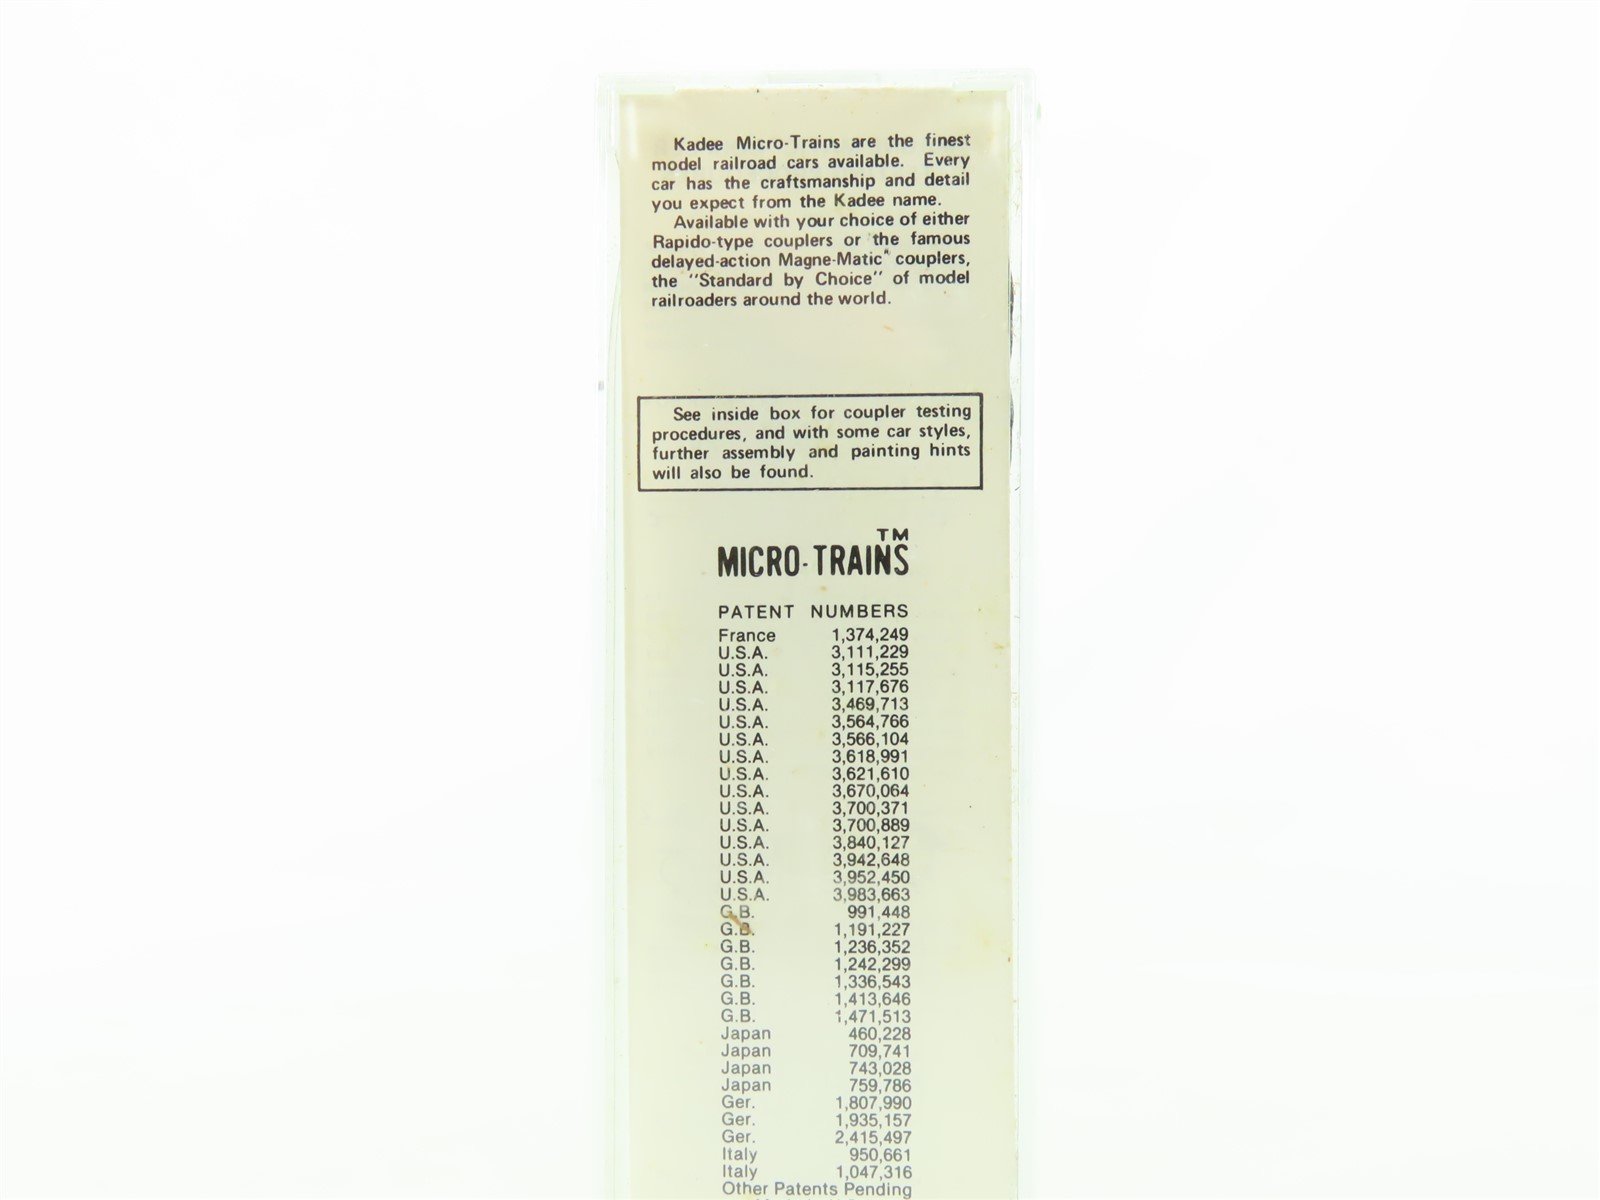 Kadee Micro-Trains are the finest
model railroad cars available. Every
car has the craftsmanship and detail
you expect from the Kadee name.
Available with your choice of either
Rapido-type couplers or the famous
delayed-action Magne-Matic® couplers,
the "Standard by Choice" of model
railroaders around the world.
See inside box for coupler testing
procedures, and with some car styles,
further assembly and painting hints
will also be found.
MICRO-TRAINS™
PATENT NUMBERS
France 1,374,249
U.S.A. 3,111,229
U.S.A. 3,115,255
U.S.A. 3,117,676
U.S.A. 3,469,713
U.S.A. 3,564,766
U.S.A. 3,566,104
U.S.A. 3,618,991
U.S.A. 3,621,610
U.S.A. 3,670,064
U.S.A. 3,700,371
U.S.A. 3,700,889
U.S.A. 3,840,127
U.S.A. 3,942,648
U.S.A. 3,952,450
U.S.A. 3,983,663
G.B. 991,448
G.B. 1,191,227
G.B. 1,236,352
G.B. 1,242,299
G.B. 1,336,543
G.B. 1,413,646
G.B. 1,471,513
Japan 460,228
Japan 709,741
Japan 743,028
Japan 759,786
Ger. 1,807,990
Ger. 1,935,157
Ger. 2,415,497
Italy 950,661
Italy 1,047,316
Other Patents Pending